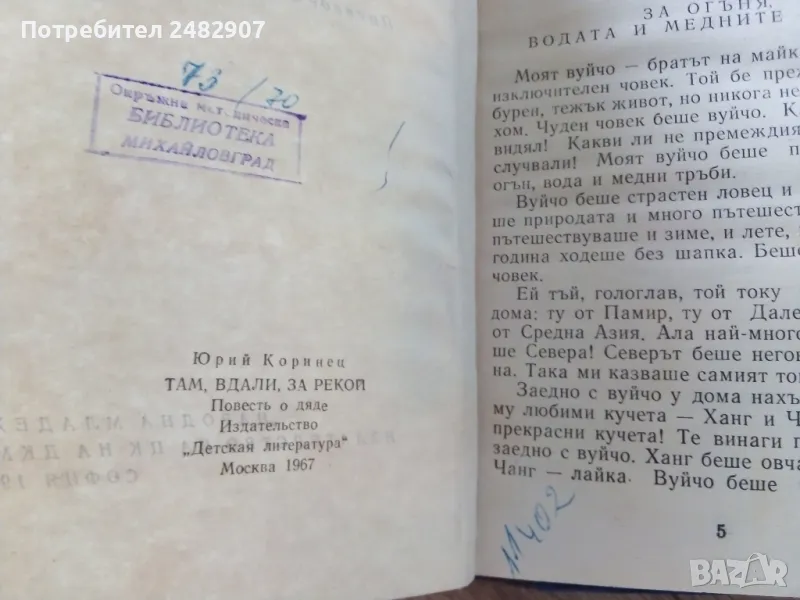 Потребител 2482907
73/70
Окръжна методическа
БИБЛИОТЕКА
МИХАЙЛОВГРАД
Юрий Коринец
ТАМ, ВДАЛИ, ЗА РЕКОЙ
Повесть о дяде
Издательство
„Детская литература“
Москва 1967
ЗА ОГЪНЯ,
ВОДАТА И МЕДНИТЕ
Моят вуйчо — братът на майк
изключителен човек. Той бе преж
бурен, тежък живот, но никога не
хом. Чуден човек беше вуйчо. К
видял! Какви ли не премеждия
случвали! Моят вуйчо беше п
огън, вода и медни тръби.
Вуйчо беше страстен ловец и
ше природата и много пътешест
пътешествуваше и зиме, и лете,
година ходеше без шапка. Беше
човек.
Ей тъй, гологлав, той току
дома: ту от Памир, ту от Дале
от Средна Азия. Ала най-много
ше Севера! Северът беше негов
на. Така ми казваше самият той
Заедно с вуйчо у дома нахъ
му любими кучета — Ханг и Ча
прекрасни кучета! Те винаги п
заедно с вуйчо. Ханг беше овча
Чанг — лайка. Вуйчо беше
11402
5
BAZAR